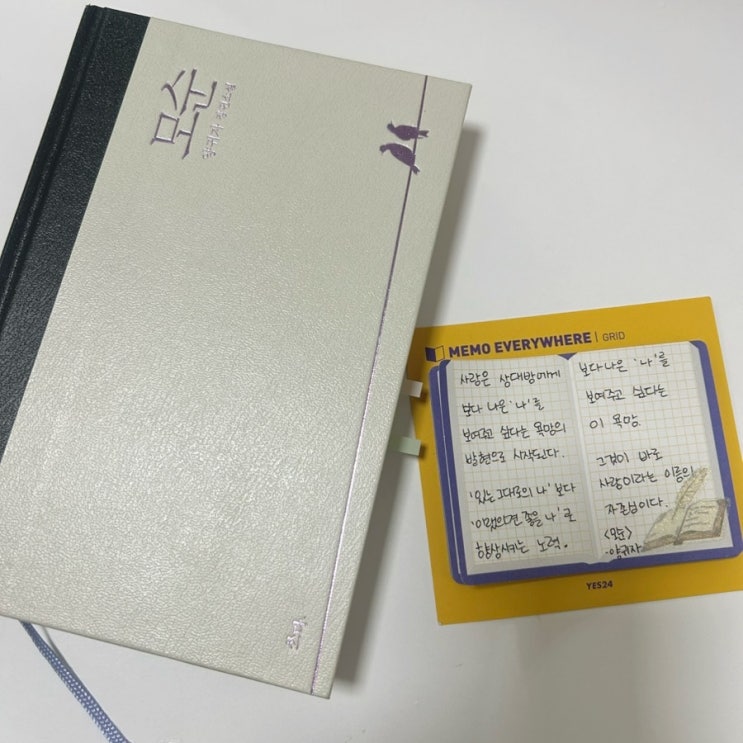 모순
양귀자 장편소설
쓰다.
MEMO EVERYWHERE | GRID
사랑은 상대방에게
보다 나은 '나'를
보여주고 싶다는 욕망의
발현으로 시작된다.
'있는 그대로의 나' 보다
'이랬으면 좋을 나'로
향상시키는 노력.
보다 나은 '나'를
보여주고 싶다는
이 욕망.
그것이 바로
사랑이라는 이름의
자존심이다.
<모순>
-양귀자
YES24